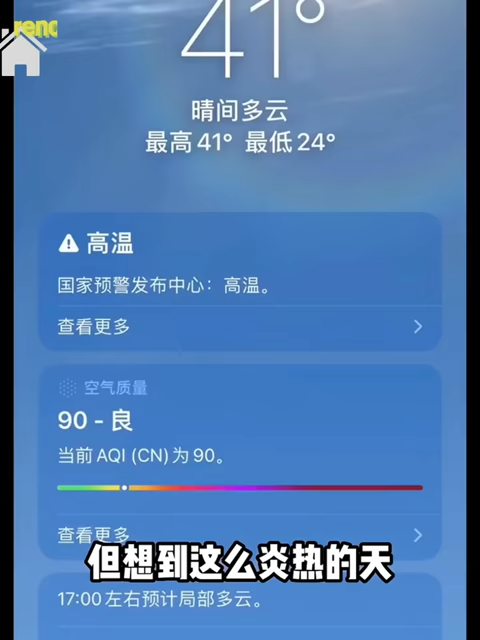 41°
晴间多云
最高41° 最低24°
高温
国家预警发布中心：高温。
查看更多
空气质量
90 - 良
当前 AQI (CN) 为 90。
查看更多
但想到这么炎热的天
17:00左右预计局部多云。